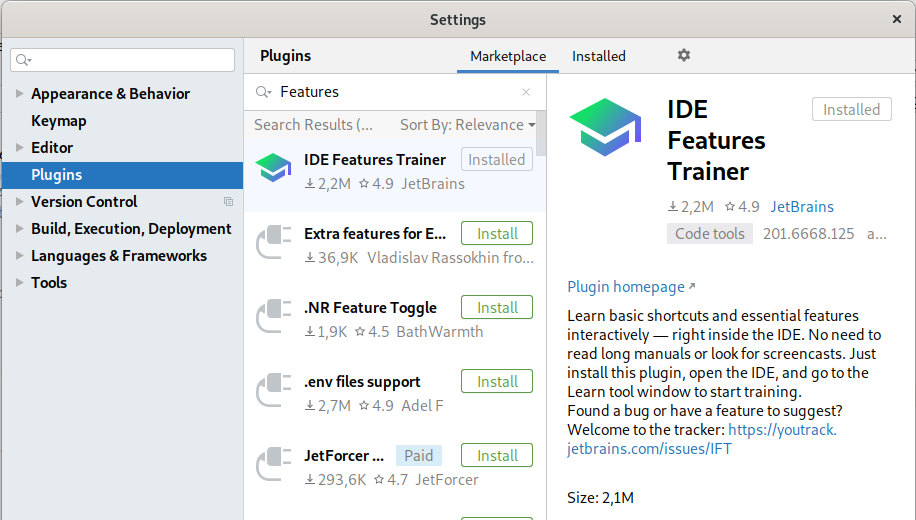 Settings
Plugins
Marketplace
Installed
Appearance & Behavior
Keymap
Editor
Plugins
Version Control
Build, Execution, Deployment
Languages & Frameworks
Tools
Features
Search Results (...
Sort By: Relevance
IDE Features Trainer
Installed
2,2M
4.9
JetBrains
Extra features for E...
Install
36,9K
Vladislav Rassokhin fro...
.NR Feature Toggle
Install
1,9K
4.5
BathWarmth
.env files support
Install
2,7M
4.9
Adel F
JetForcer ...
Paid
Install
293,6K
4.7
JetForcer
IDE
Features
Trainer
Installed
2,2M
4.9
JetBrains
Code tools
201.6668.125
a...
Plugin homepage
Learn basic shortcuts and essential features
interactively — right inside the IDE. No need to
read long manuals or look for screencasts. Just
install this plugin, open the IDE, and go to the
Learn tool window to start training.
Found a bug or have a feature to suggest?
Welcome to the tracker: https://youtrack.
jetbrains.com/issues/IFT
Size: 2,1M